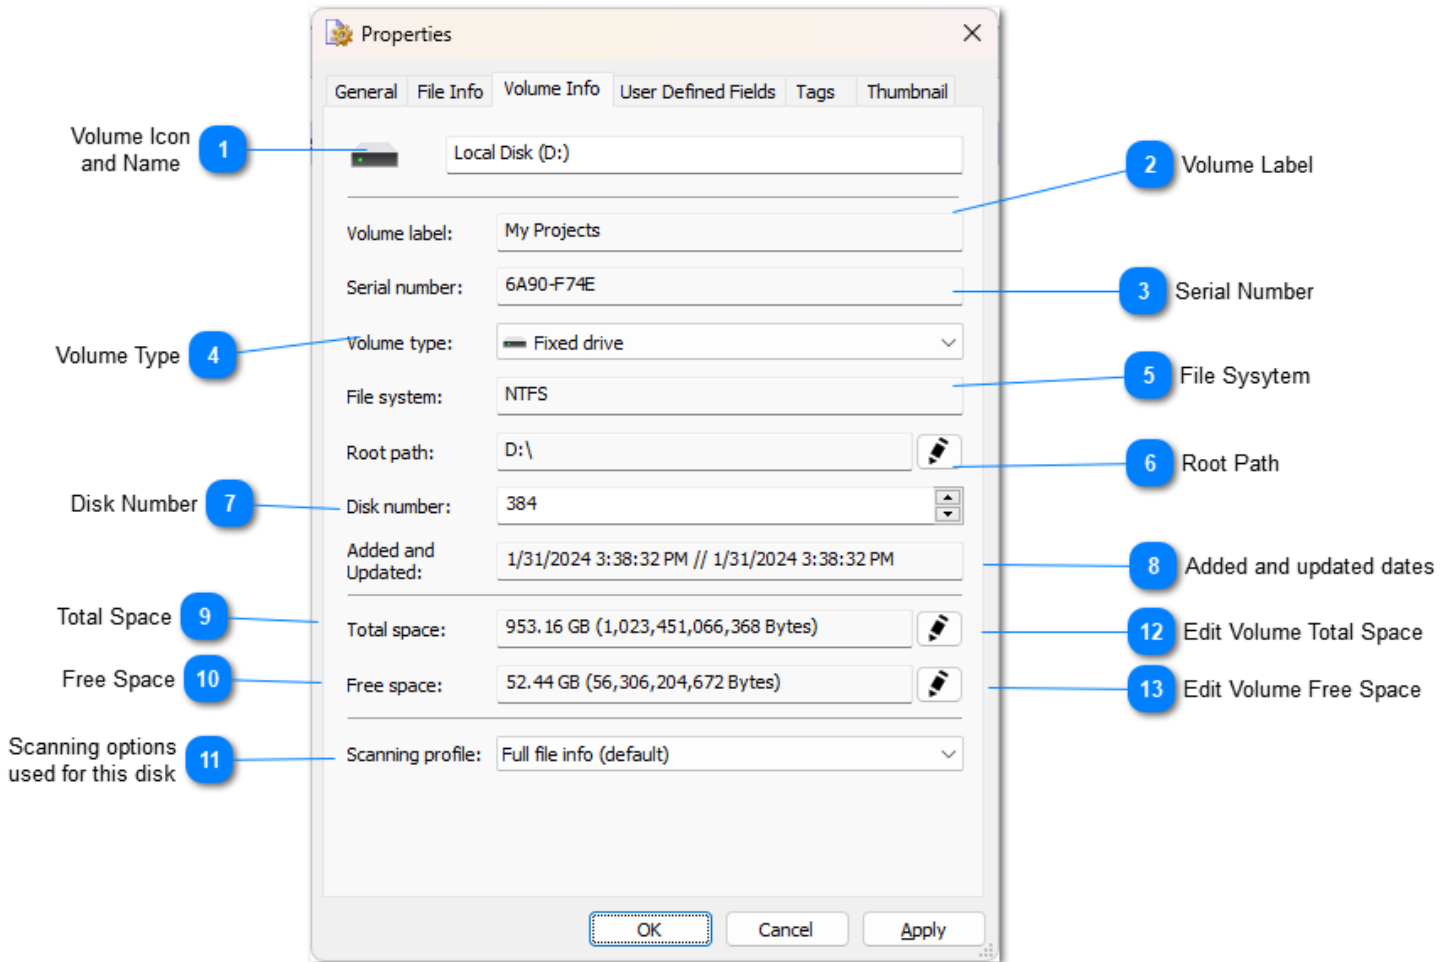 Properties
General File Info Volume Info User Defined Fields Tags Thumbnail
Volume Icon
and Name
1
Local Disk (D:)
2 Volume Label
Volume label: My Projects
Serial number: 6A90-F74E
3 Serial Number
Volume Type 4
Volume type: Fixed drive
5 File Sysytem
File system: NTFS
Root path: D:\
6 Root Path
Disk Number 7
Disk number: 384
Added and
Updated:
1/31/2024 3:38:32 PM // 1/31/2024 3:38:32 PM
8 Added and updated dates
Total Space 9
Total space: 953.16 GB (1,023,451,066,368 Bytes)
12 Edit Volume Total Space
Free Space 10
Free space: 52.44 GB (56,306,204,672 Bytes)
13 Edit Volume Free Space
Scanning options
used for this disk
11
Scanning profile: Full file info (default)
OK Cancel Apply